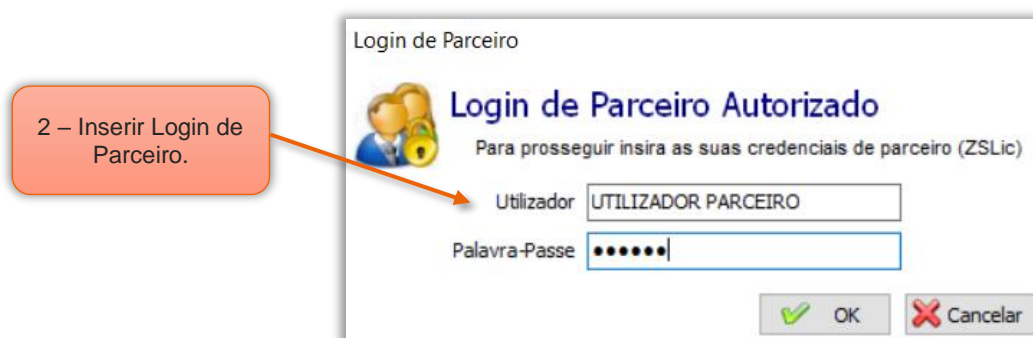 Login de Parceiro
Login de Parceiro Autorizado
Para prosseguir insira as suas credenciais de parceiro (ZSLic)
2 – Inserir Login de
Parceiro.
Utilizador UTILIZADOR PARCEIRO
Palavra-Passe ••••••
OK Cancelar